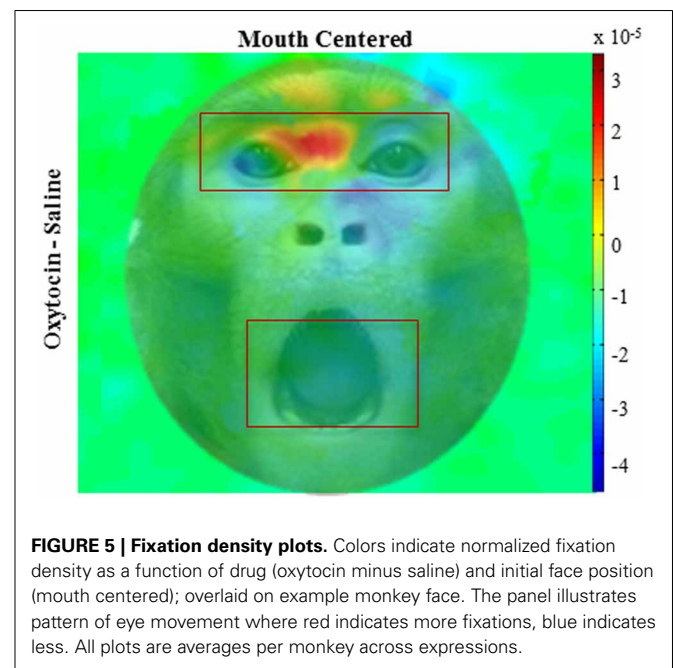 Mouth Centered
x 10-5
Oxytocin - Saline
3
2
1
0
-1
-2
-3
-4
FIGURE 5 | Fixation density plots. Colors indicate normalized fixation
density as a function of drug (oxytocin minus saline) and initial face position
(mouth centered); overlaid on example monkey face. The panel illustrates
pattern of eye movement where red indicates more fixations, blue indicates
less. All plots are averages per monkey across expressions.